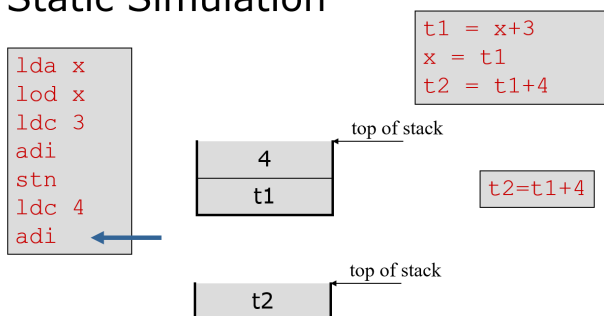 Static Simulation
t1 = x+3
x = t1
t2 = t1+4
lda x
lod x
ldc 3
adi
stn
ldc 4
adi
top of stack
4
t1
t2=t1+4
top of stack
t2